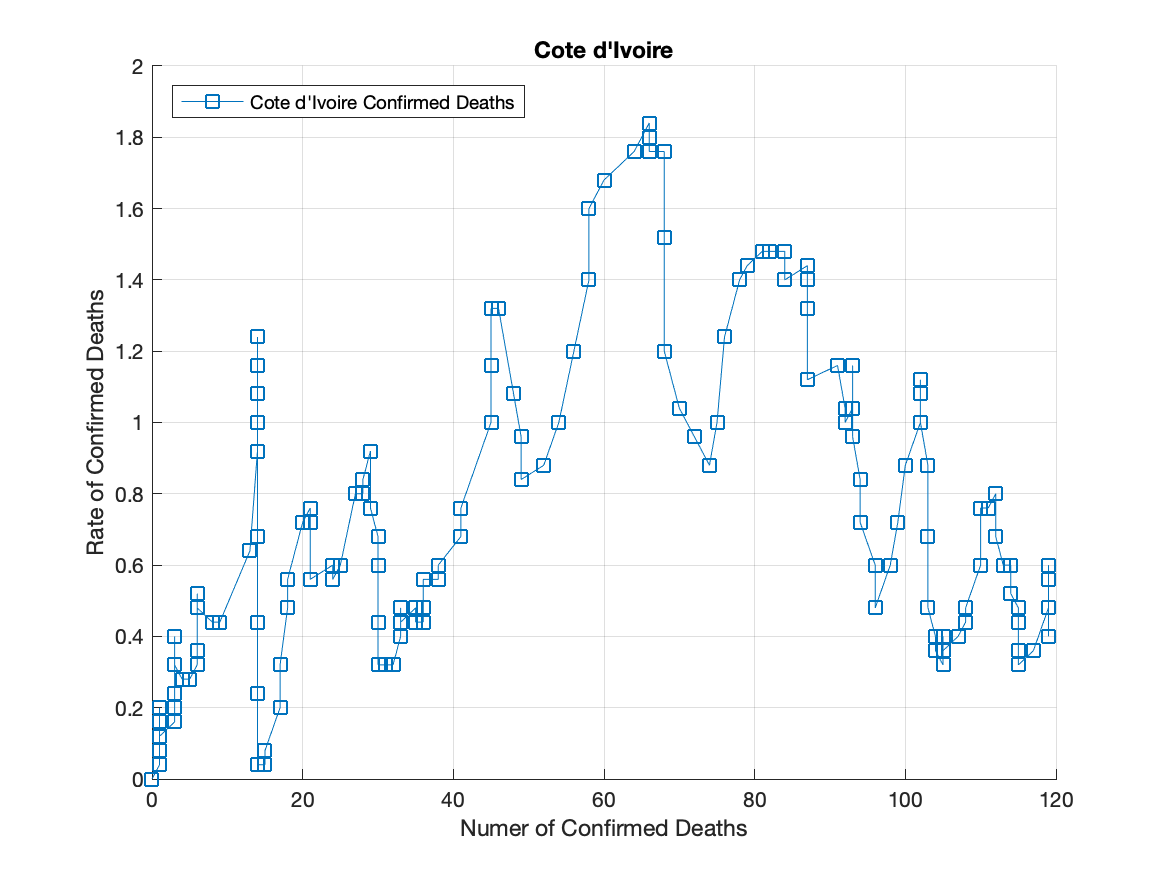 Cote d'Ivoire
Cote d'Ivoire Confirmed Deaths
Rate of Confirmed Deaths
2
1.8
1.6
1.4
1.2
1
0.8
0.6
0.4
0.2
0
0 20 40 60 80 100 120
Numer of Confirmed Deaths